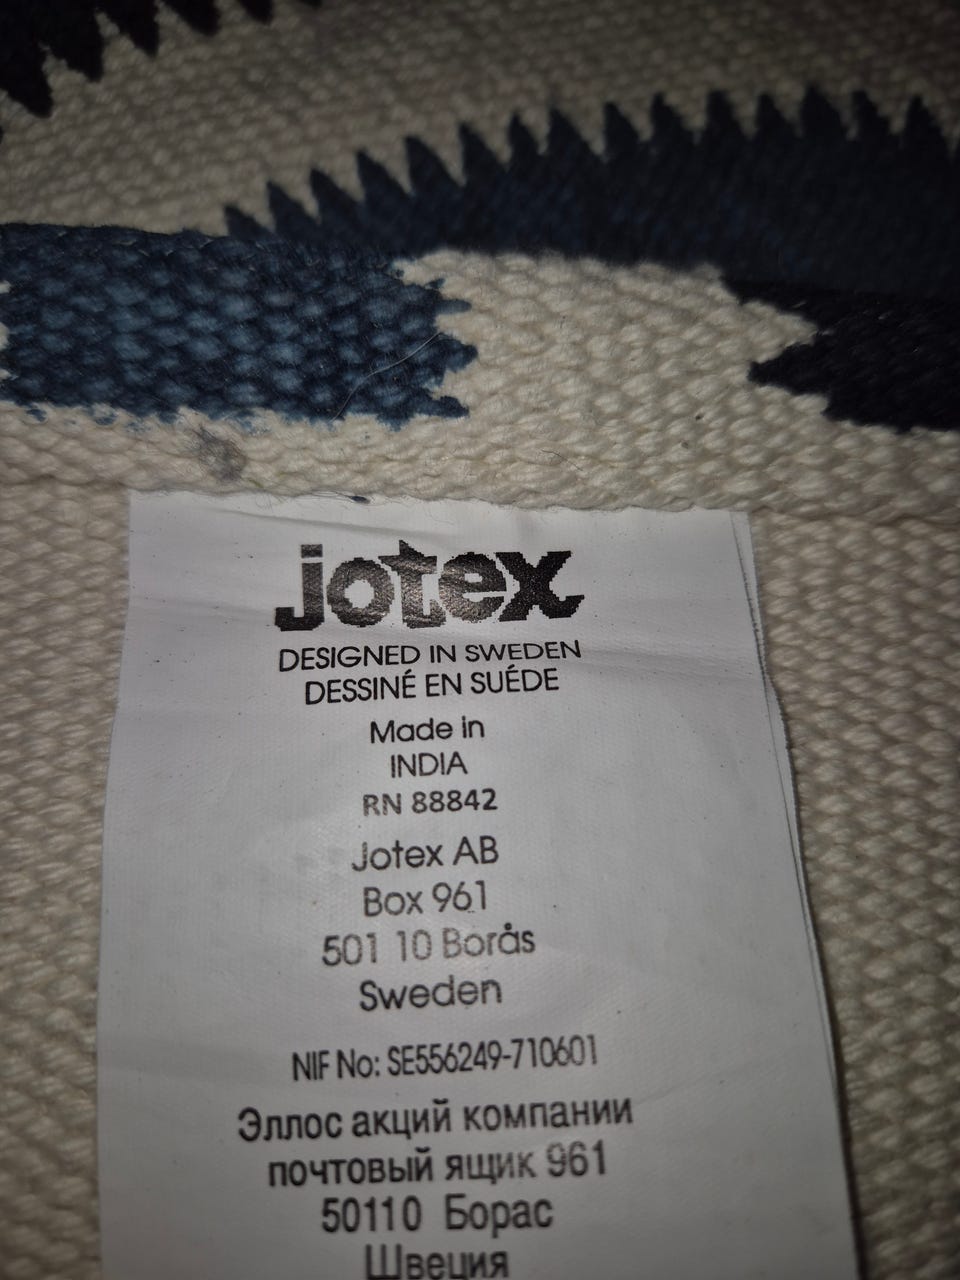 jotex
DESIGNED IN SWEDEN
DESSINÉ EN SUÉDE
Made in
INDIA
RN 88842
Jotex AB
Box 961
501 10 Borås
Sweden
NIF No: SE556249-710601
Эллос акций компании
почтовый ящик 961
50110 Борас
Швеция